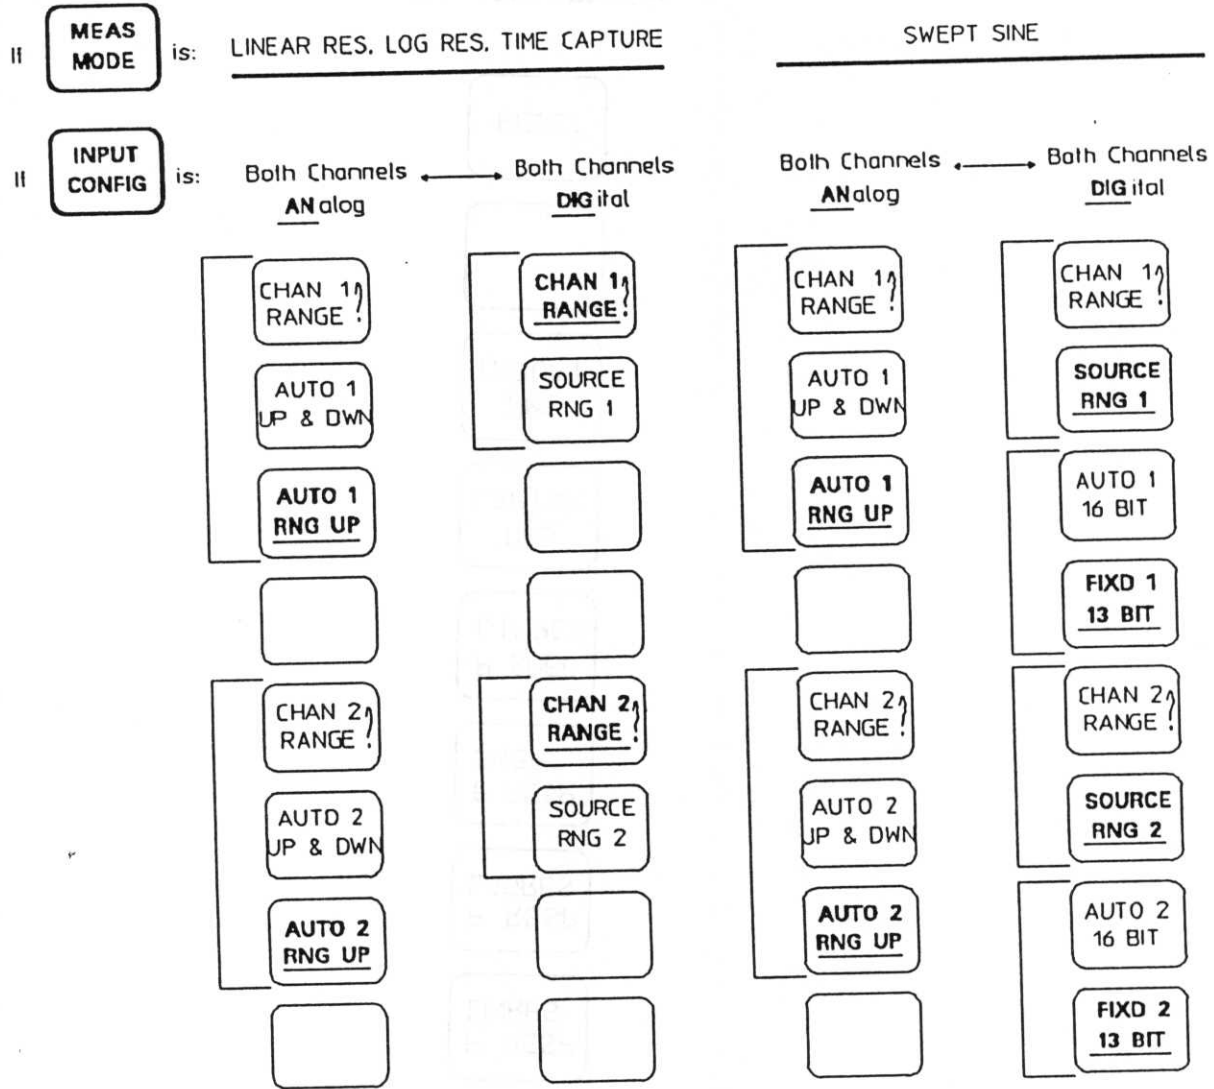 If MEAS MODE is: LINEAR RES, LOG RES, TIME CAPTURE SWEPT SINE
If INPUT CONFIG is: Both Channels ANalog Both Channels DIGital Both Channels ANalog Both Channels DIGital
CHAN 1
RANGE ?
AUTO 1
UP & DWN
AUTO 1
RNG UP
CHAN 2
RANGE ?
AUTO 2
UP & DWN
AUTO 2
RNG UP
CHAN 1
RANGE ?
SOURCE
RNG 1
CHAN 2
RANGE ?
SOURCE
RNG 2
CHAN 1
RANGE ?
AUTO 1
UP & DWN
AUTO 1
RNG UP
CHAN 2
RANGE ?
AUTO 2
UP & DWN
AUTO 2
RNG UP
CHAN 1
RANGE ?
SOURCE
RNG 1
AUTO 1
16 BIT
FIXD 1
13 BIT
CHAN 2
RANGE ?
SOURCE
RNG 2
AUTO 2
16 BIT
FIXD 2
13 BIT